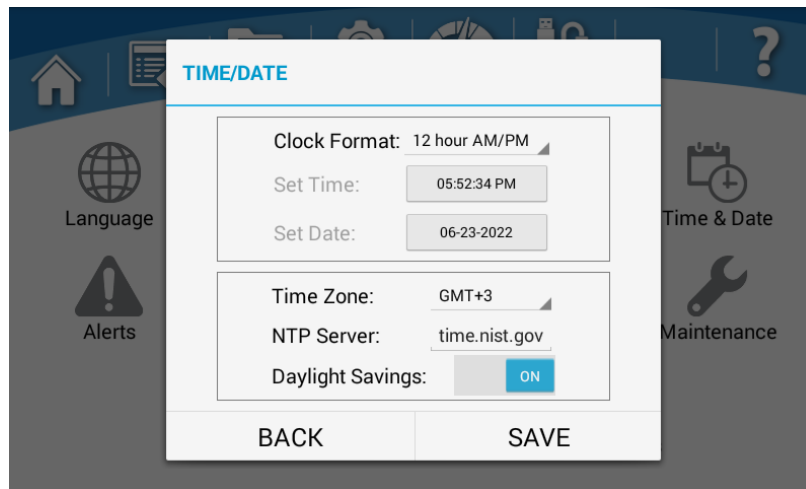 ?
TIME/DATE
Clock Format: 12 hour AM/PM
Set Time: 05:52:34 PM
Set Date: 06-23-2022
Time Zone: GMT+3
NTP Server: time.nist.gov
Daylight Savings: ON
BACK SAVE
Language
Alerts
Time & Date
Maintenance